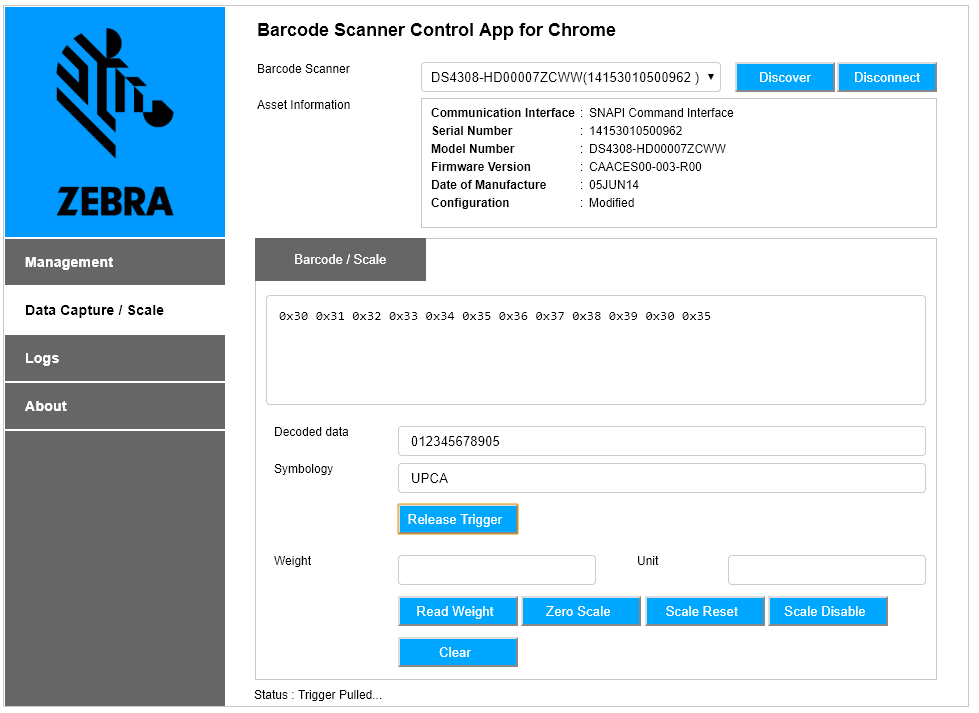 ZEBRA
Management
Data Capture / Scale
Logs
About
Barcode Scanner Control App for Chrome
Barcode Scanner DS4308-HD00007ZCWW(14153010500962 ) Discover Disconnect
Asset Information
Communication Interface : SNAPI Command Interface
Serial Number : 14153010500962
Model Number : DS4308-HD00007ZCWW
Firmware Version : CAACES00-003-R00
Date of Manufacture : 05JUN14
Configuration : Modified
Barcode / Scale
0x30 0x31 0x32 0x33 0x34 0x35 0x36 0x37 0x38 0x39 0x30 0x35
Decoded data 012345678905
Symbology UPCA
Release Trigger
Weight Unit
Read Weight Zero Scale Scale Reset Scale Disable
Clear
Status : Trigger Pulled...